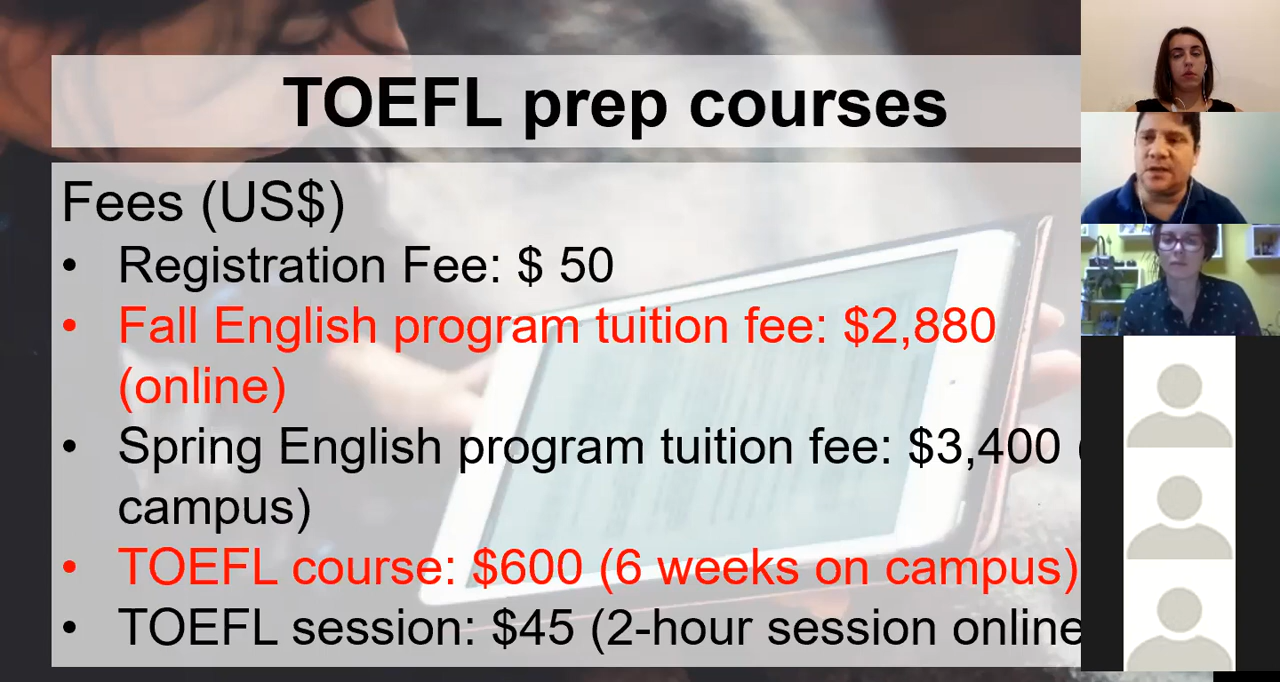 TOEFL prep courses
Fees (US$)
• Registration Fee: $ 50
• Fall English program tuition fee: $2,880
(online)
• Spring English program tuition fee: $3,400 (
campus)
• TOEFL course: $600 (6 weeks on campus)
• TOEFL session: $45 (2-hour session online